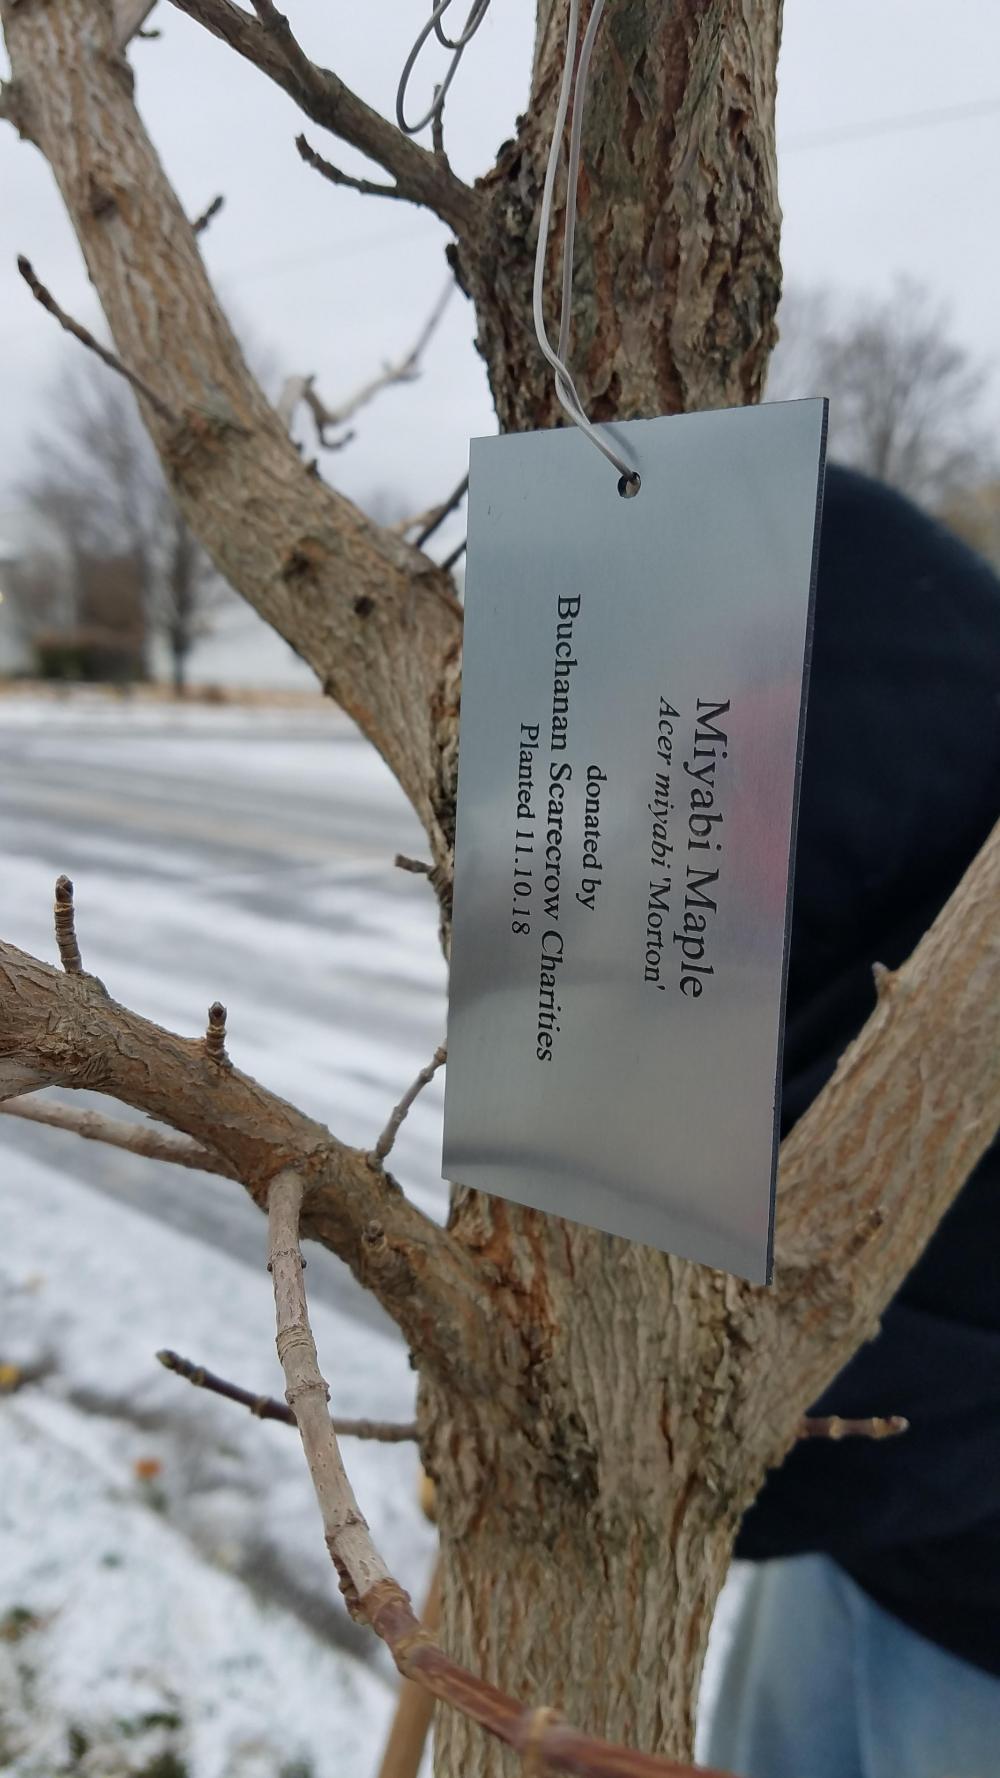 Miyabi Maple
Acer miyabi 'Morton'
donated by
Buchanan Scarecrow Charities
Planted 11.10.18